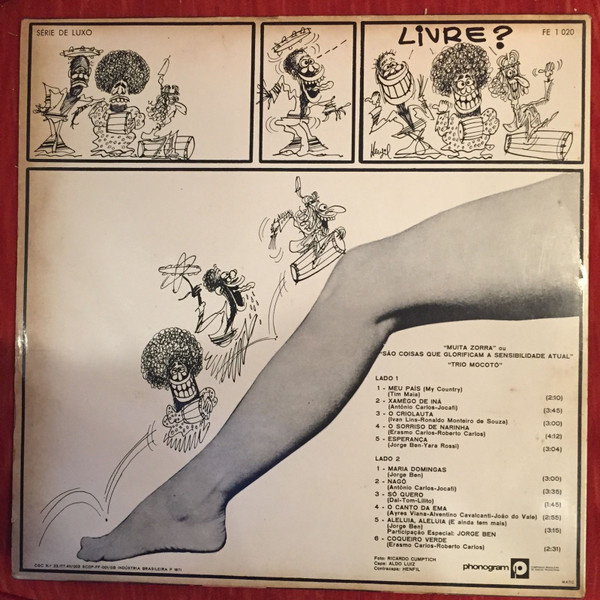 SÉRIE DE LUXO
LIVRE?
FE 1 020
Henfil
"MUITA ZORRA" ou
"SÃO COISAS QUE GLORIFICAM A SENSIBILIDADE ATUAL"
"TRIO MOCOTÓ"
LADO 1
1 - MEU PAÍS (My Country)
(Tim Maia) (2:10)
2 - XAMÊGO DE INÁ
(Antônio Carlos-Jocafi) (3:45)
3 - O CRIOLAUTA
(Ivan Lins-Ronaldo Monteiro de Souza) (3:00)
4 - O SORRISO DE NARINHA
(Erasmo Carlos-Roberto Carlos) (4:12)
5 - ESPERANÇA
(Jorge Ben-Yara Rossi) (3:04)
LADO 2
1 - MARIA DOMINGAS
(Jorge Ben) (3:00)
2 - NAGÔ
(Antônio Carlos-Jocafi) (3:35)
3 - SÓ QUERO
(Dal-Tom-Lilito) (1:45)
4 - O CANTO DA EMA
(Ayres Viana-Alventino Cavalcanti-João do Vale) (2:55)
5 - ALELUIA, ALELUIA (E ainda tem mais)
(Jorge Ben) (3:15)
Participação Especial: JORGE BEN
6 - COQUEIRO VERDE
(Erasmo Carlos-Roberto Carlos) (2:31)
Foto: RICARDO CUMPTICH
Capa: ALDO LUIZ
Contracapa: HENFIL
phonogram
INDÚSTRIA BRASILEIRA